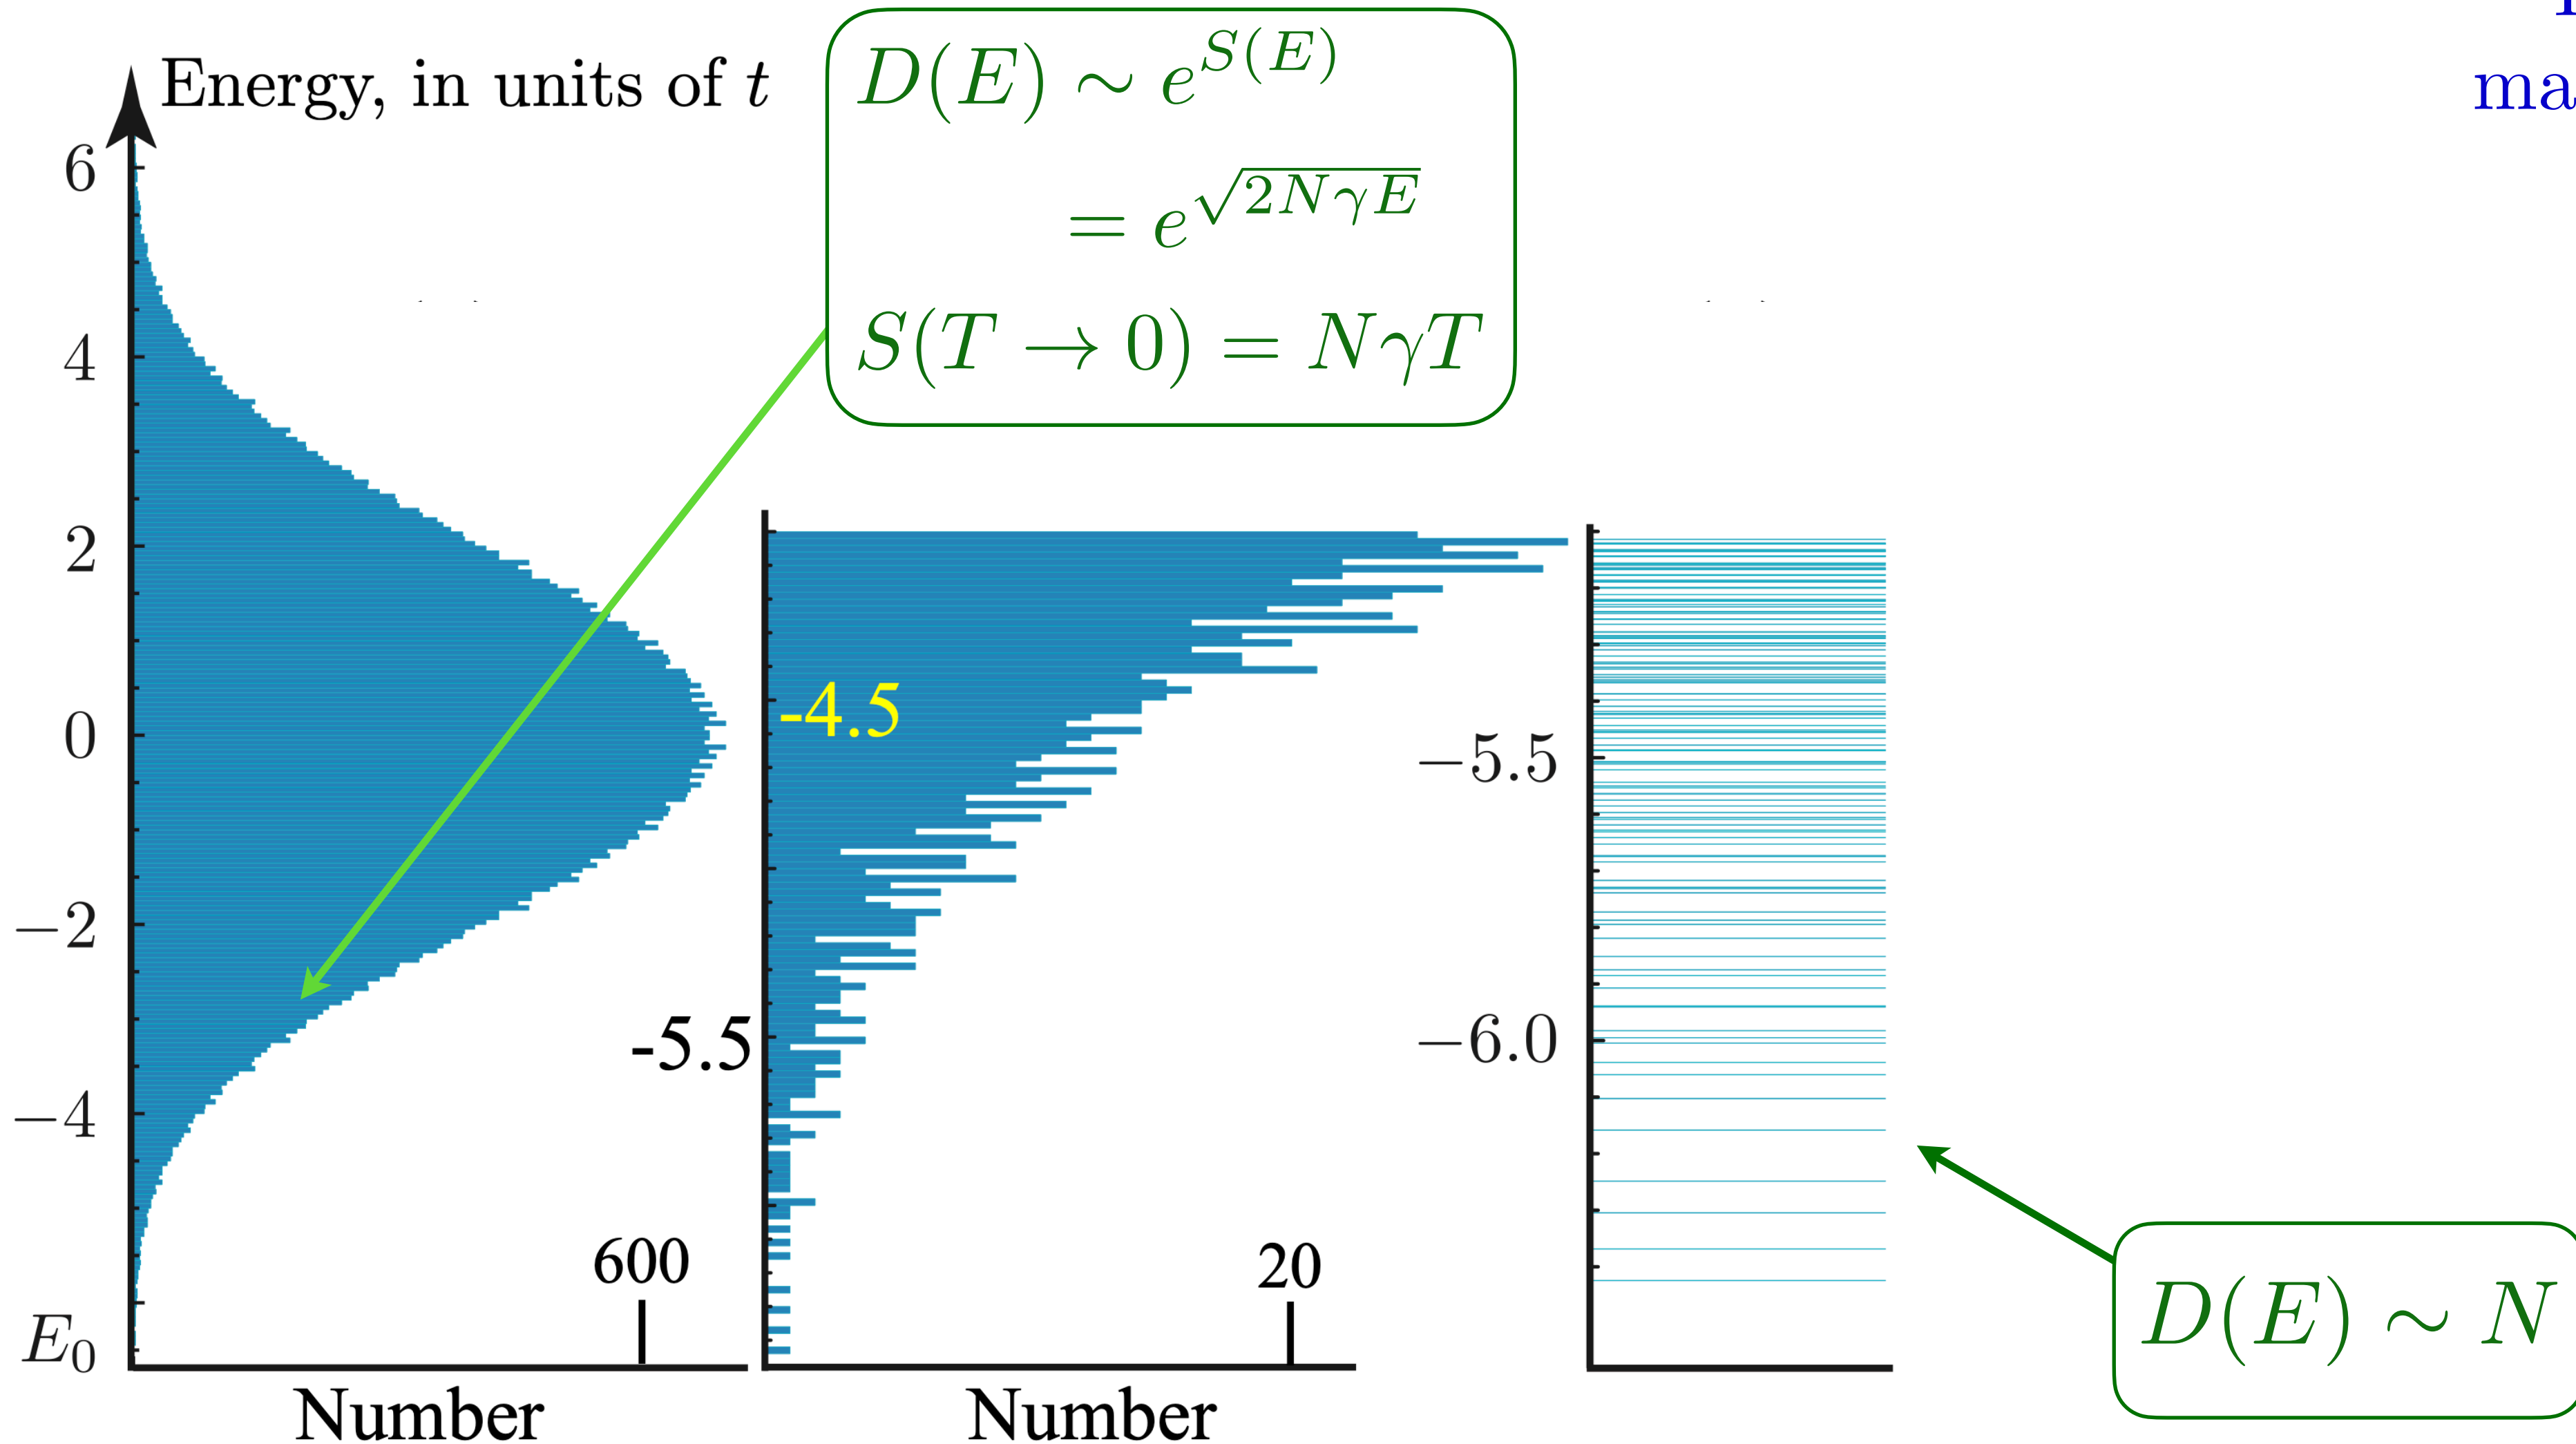 Energy, in units of t
D(E) ∼ e^{S(E)}
= e^{√(2NγE)}
S(T → 0) = NγT
ma
6
4
2
0
−2
−4
E₀
600
Number
-4.5
-5.5
20
Number
−5.5
−6.0
D(E) ∼ N